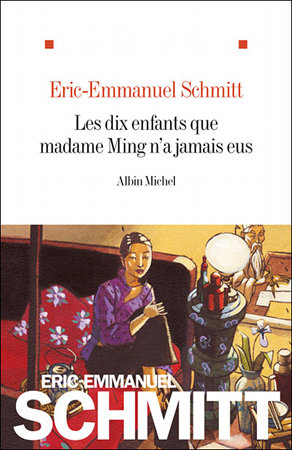 Eric-Emmanuel Schmitt
Les dix enfants que
madame Ming n'a jamais eus
Albin Michel
ERIC-EMMANUEL
SCHMITT